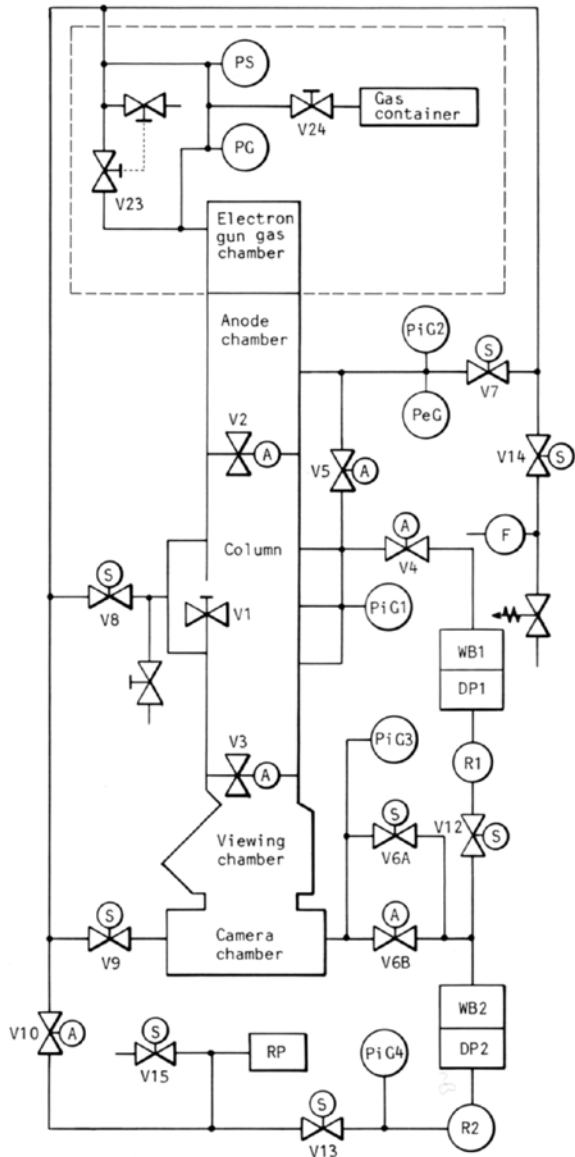 PS
Gas
container
V24
PG
V23
Electron
gun gas
chamber
Anode
chamber
PiG2
S
V7
PeG
V2
A
V5
A
V14
S
A
V4
F
Column
S
V8
V1
PiG1
WB1
DP1
V3
A
PiG3
R1
S
V6A
V12
S
Viewing
chamber
S
V9
Camera
chamber
A
V6B
V10
A
S
V15
RP
PiG4
WB2
DP2
S
V13
R2